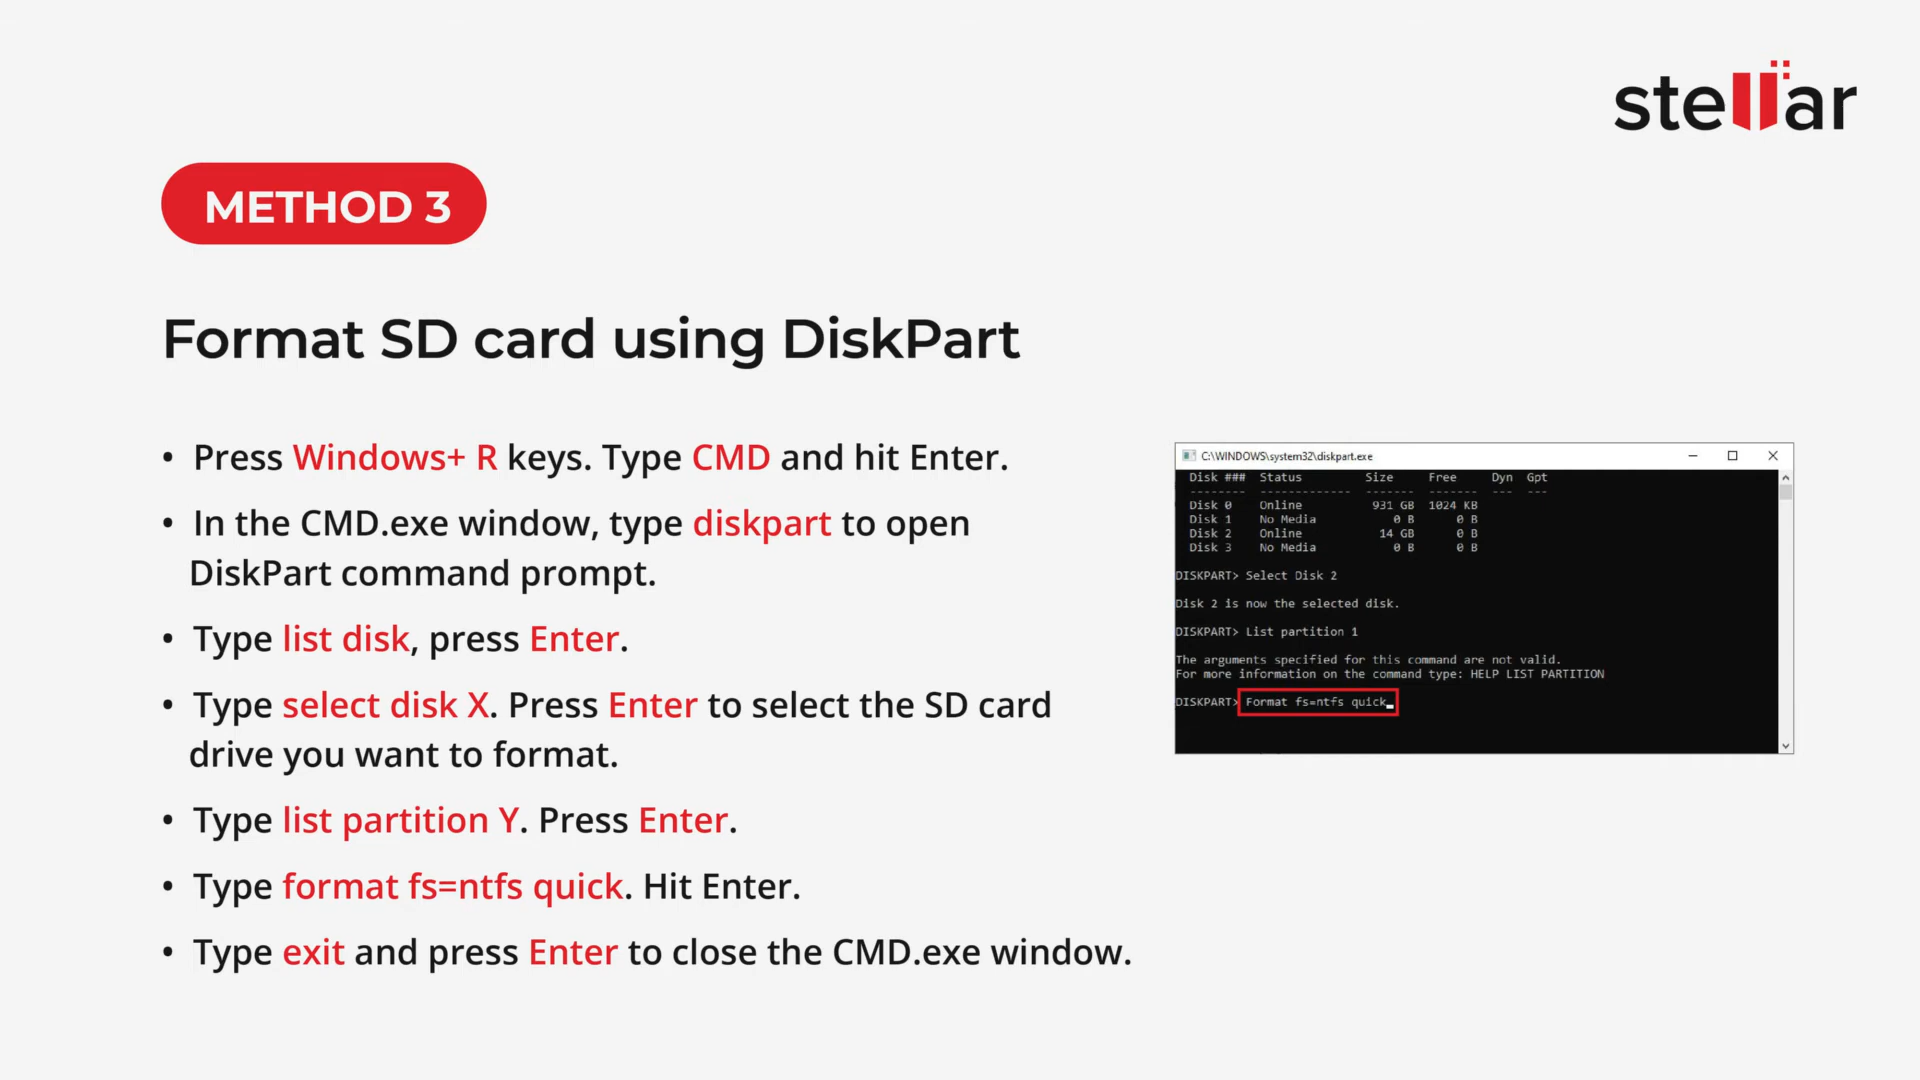 stellar
METHOD 3
Format SD card using DiskPart
• Press Windows+ R keys. Type CMD and hit Enter.
• In the CMD.exe window, type diskpart to open
DiskPart command prompt.
• Type list disk, press Enter.
• Type select disk X. Press Enter to select the SD card
drive you want to format.
• Type list partition Y. Press Enter.
• Type format fs=ntfs quick. Hit Enter.
• Type exit and press Enter to close the CMD.exe window.
C:\WINDOWS\system32\diskpart.exe
Disk ### Status Size Free Dyn Gpt
-------- ------------- ------- ------- --- ---
Disk 0 Online 931 GB 1024 KB
Disk 1 No Media 0 B 0 B
Disk 2 Online 14 GB 0 B
Disk 3 No Media 0 B 0 B
DISKPART> Select Disk 2
Disk 2 is now the selected disk.
DISKPART> List partition 1
The arguments specified for this command are not valid.
For more information on the command type: HELP LIST PARTITION
DISKPART> Format fs=ntfs quick